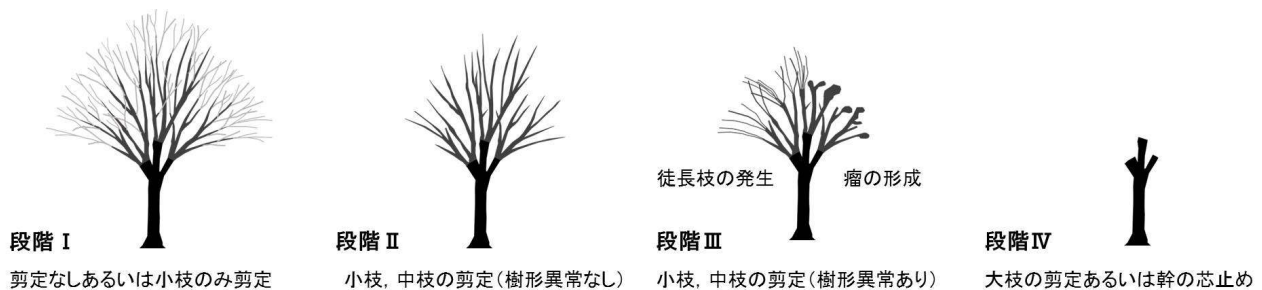 徒長枝の発生
瘤の形成
段階Ⅰ
段階Ⅱ
段階Ⅲ
段階Ⅳ
剪定なしあるいは小枝のみ剪定
小枝,中枝の剪定(樹形異常なし)
小枝,中枝の剪定(樹形異常あり)
大枝の剪定あるいは幹の芯止め